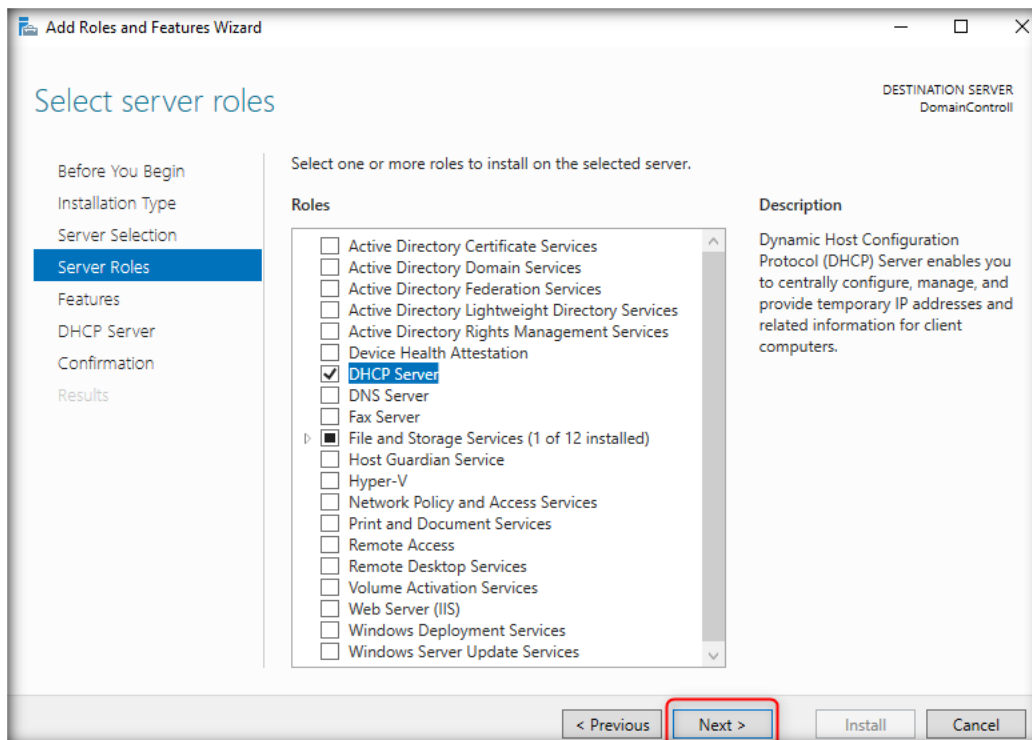 Add Roles and Features Wizard
Select server roles
DESTINATION SERVER
DomainControll
Before You Begin
Installation Type
Server Selection
Server Roles
Features
DHCP Server
Confirmation
Results
Select one or more roles to install on the selected server.
Roles
Active Directory Certificate Services
Active Directory Domain Services
Active Directory Federation Services
Active Directory Lightweight Directory Services
Active Directory Rights Management Services
Device Health Attestation
DHCP Server
DNS Server
Fax Server
File and Storage Services (1 of 12 installed)
Host Guardian Service
Hyper-V
Network Policy and Access Services
Print and Document Services
Remote Access
Remote Desktop Services
Volume Activation Services
Web Server (IIS)
Windows Deployment Services
Windows Server Update Services
Description
Dynamic Host Configuration
Protocol (DHCP) Server enables you
to centrally configure, manage, and
provide temporary IP addresses and
related information for client
computers.
< Previous
Next >
Install
Cancel